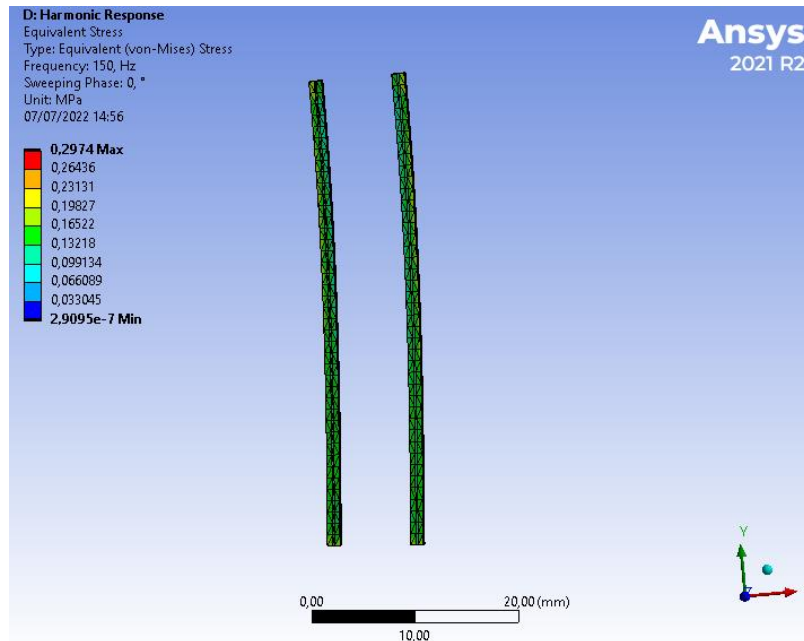 D: Harmonic Response
Equivalent Stress
Type: Equivalent (von-Mises) Stress
Frequency: 150, Hz
Sweeping Phase: 0, °
Unit: MPa
07/07/2022 14:56
0,2974 Max
0,26436
0,23131
0,19827
0,16522
0,13218
0,099134
0,066089
0,033045
2,9095e-7 Min
Ansys
2021 R2
Y
Z
0,00
20,00 (mm)
10,00